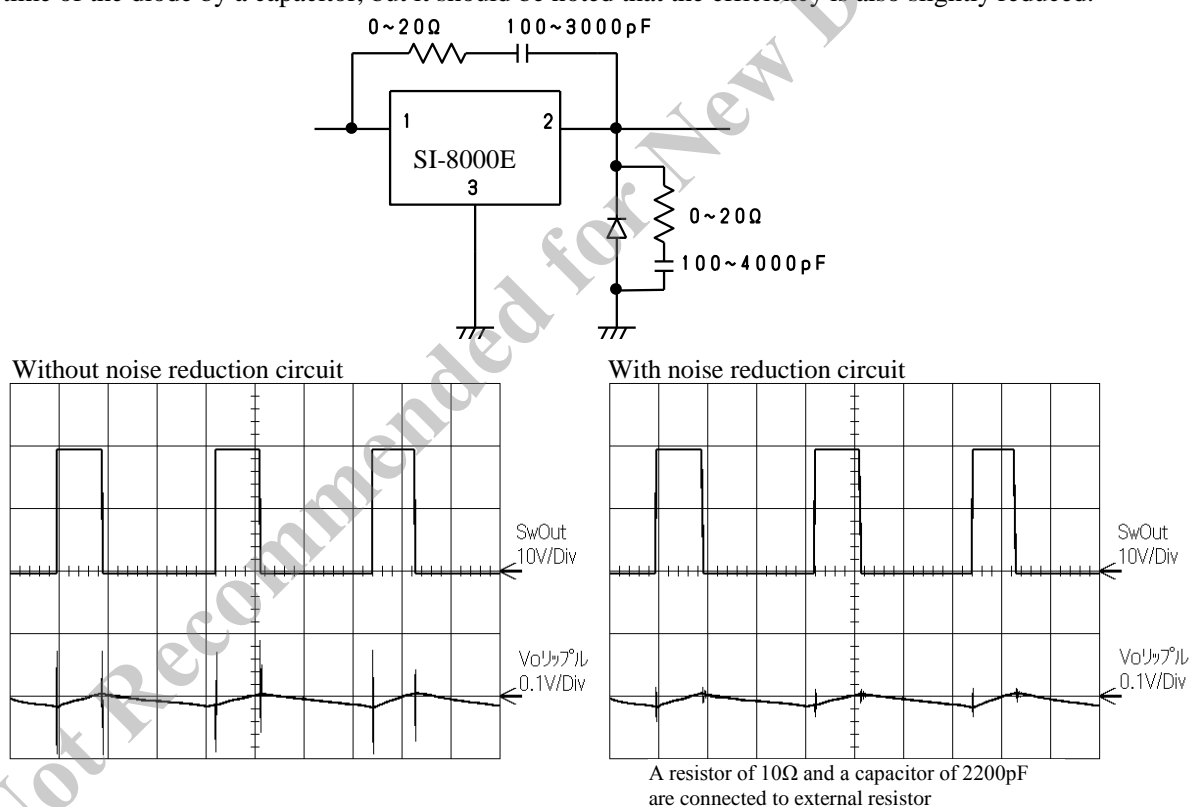 time of the diode by a capacitor, but it should be noted that the efficiency is also slightly reduced.
0~20Ω 100~3000pF
1 2
SI-8000E
3
0~20Ω
100~4000pF
Without noise reduction circuit
With noise reduction circuit
SwOut
10V/Div
Voリップル
0.1V/Div
SwOut
10V/Div
Voリップル
0.1V/Div
A resistor of 10Ω and a capacitor of 2200pF
are connected to external resistor
Not Recommended for New D